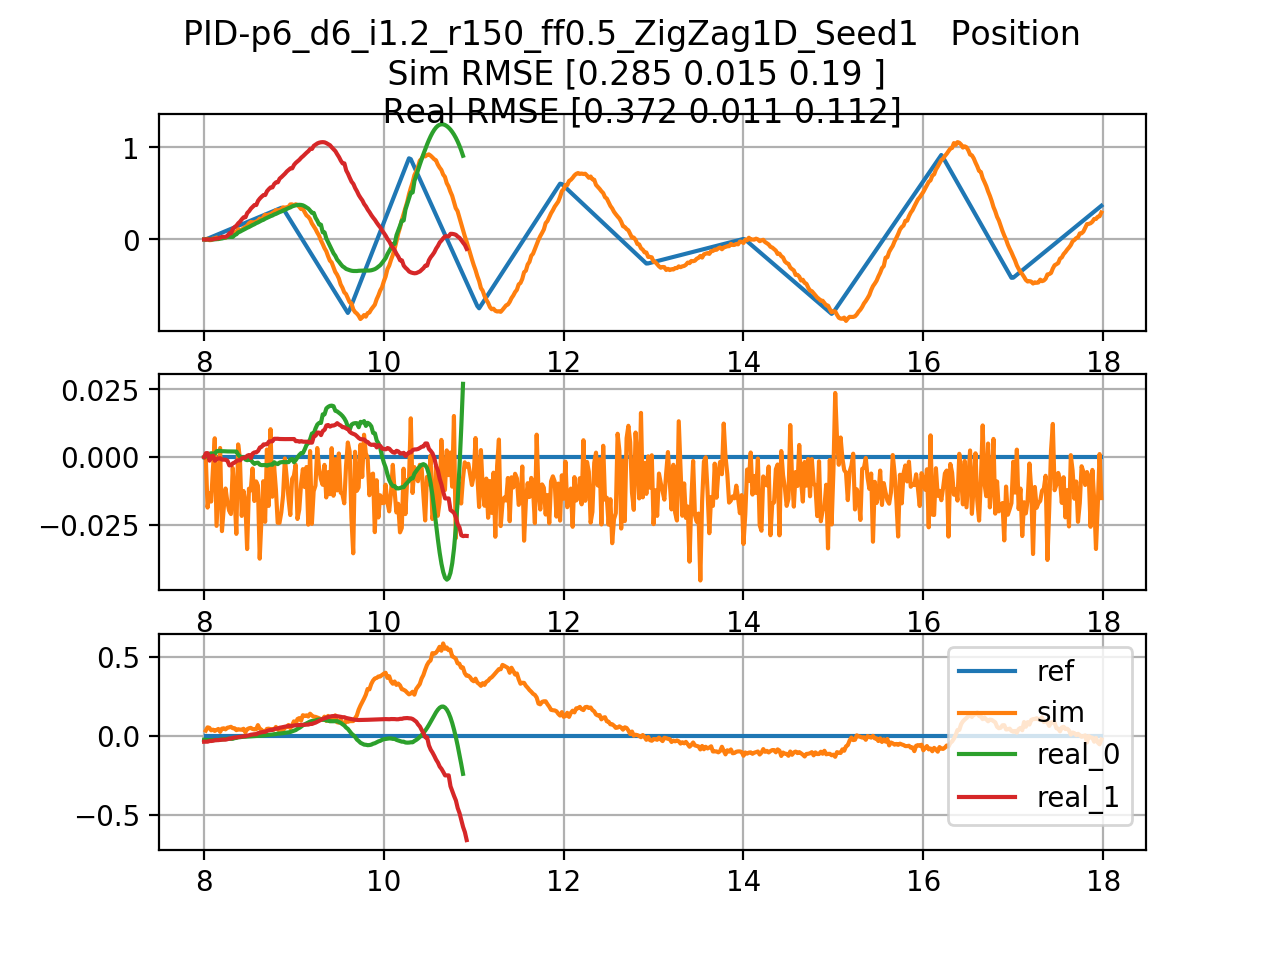 PID-p6_d6_i1.2_r150_ff0.5_ZigZag1D_Seed1   Position
Sim RMSE [0.285 0.015 0.19 ]
Real RMSE [0.372 0.011 0.112]
1
0
8 10 12 14 16 18
0.025
0.000
−0.025
8 10 12 14 16 18
0.5
0.0
−0.5
ref
sim
real_0
real_1
8 10 12 14 16 18